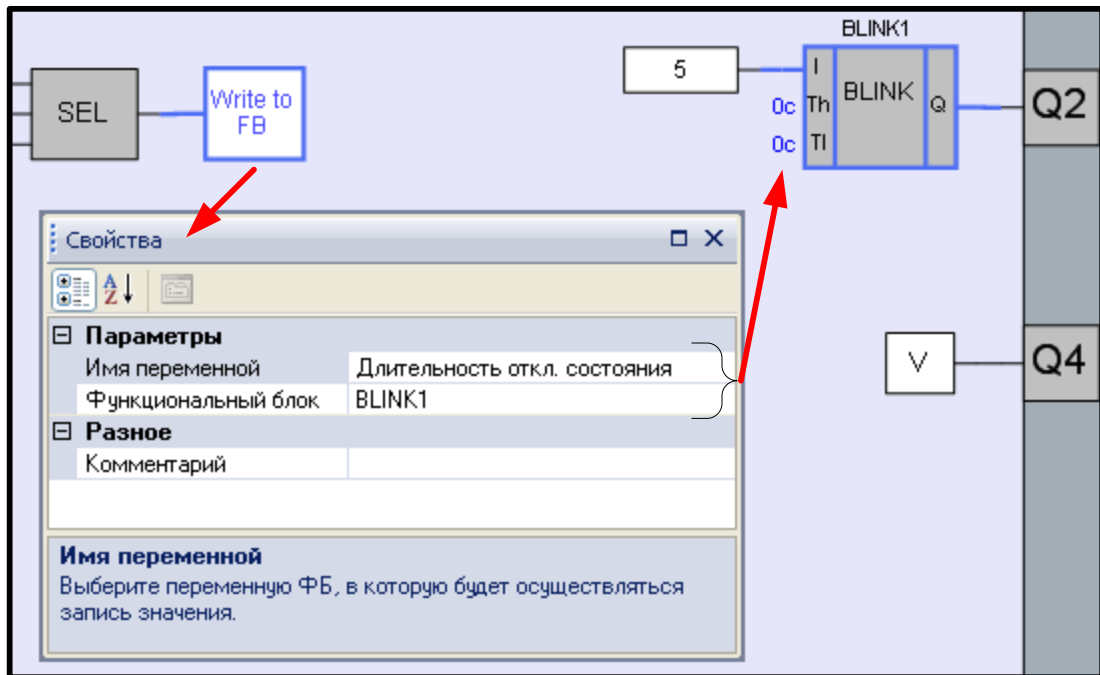 BLINK1
5
SEL
Write to
FB
I
Th
Tl
BLINK
Q
0c
0c
Q2
Свойства
A
Z
Параметры
Имя переменной
Длительность откл. состояния
Функциональный блок
BLINK1
Разное
Комментарий
V
Q4
Имя переменной
Выберите переменную ФБ, в которую будет осуществляться
запись значения.